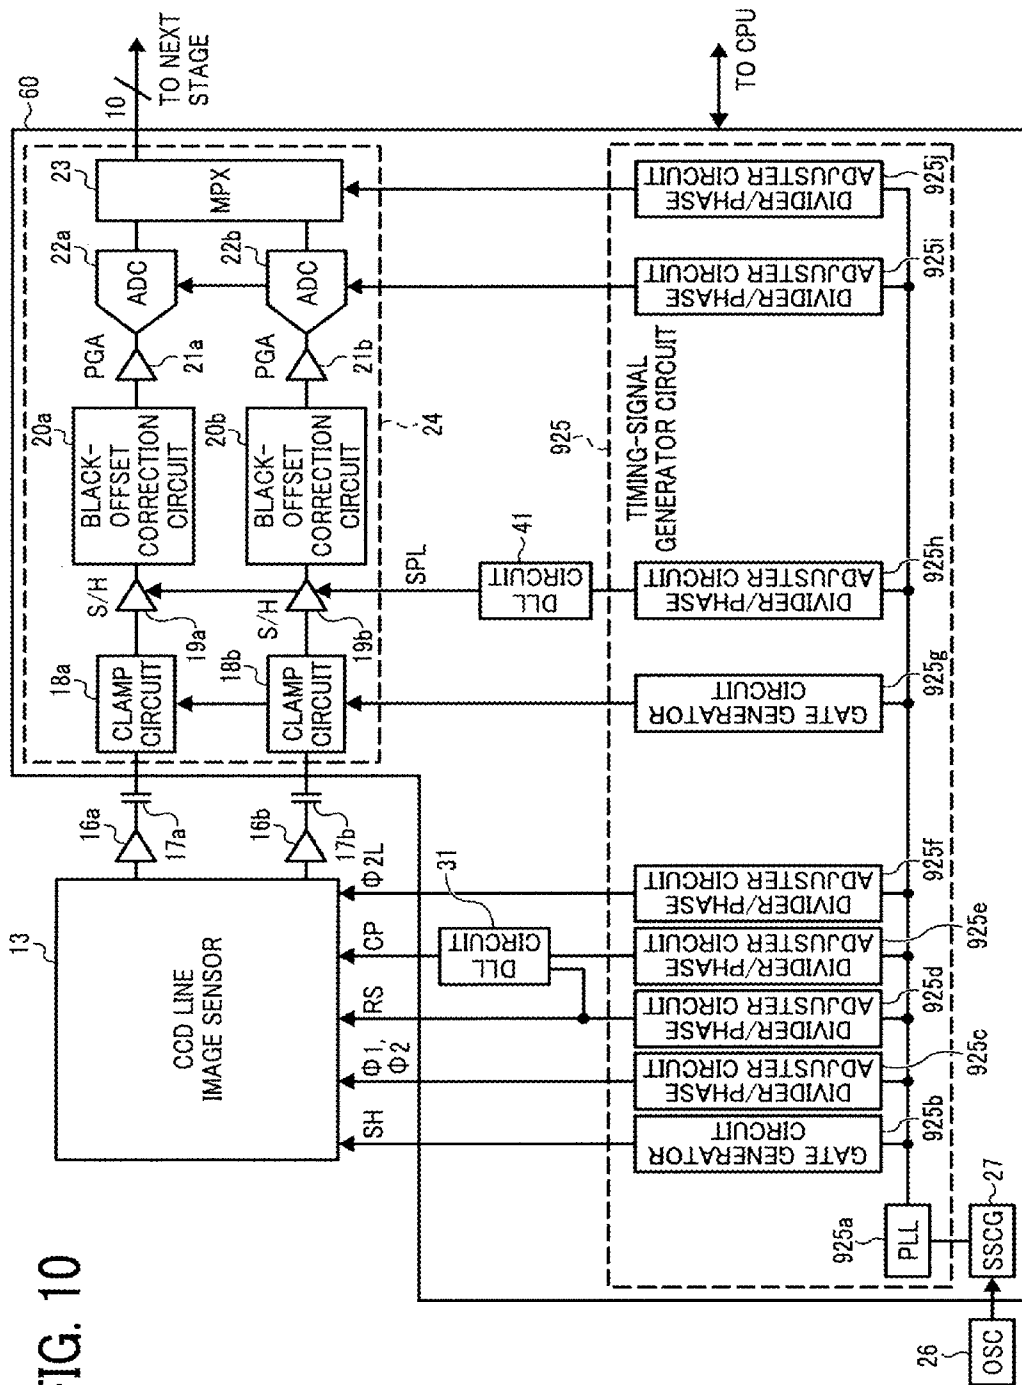 FIG. 10
13
CCD LINE
IMAGE SENSOR
16a
17a
16b
17b
18a
CLAMP
CIRCUIT
18b
CLAMP
CIRCUIT
S/H
19a
S/H
19b
20a
BLACK-
OFFSET
CORRECTION
CIRCUIT
20b
BLACK-
OFFSET
CORRECTION
CIRCUIT
PGA
21a
PGA
21b
22a
ADC
22b
ADC
23
MPX
24
60
10
TO NEXT
STAGE
TO CPU
SH
Φ1,
Φ2
RS
CP
Φ2L
31
DLL
CIRCUIT
SPL
41
DLL
CIRCUIT
925
TIMING-SIGNAL
GENERATOR CIRCUIT
GATE GENERATOR
CIRCUIT
925b
DIVIDER/PHASE
ADJUSTER CIRCUIT
925c
DIVIDER/PHASE
ADJUSTER CIRCUIT
925d
DIVIDER/PHASE
ADJUSTER CIRCUIT
925e
DIVIDER/PHASE
ADJUSTER CIRCUIT
925f
GATE GENERATOR
CIRCUIT
925g
DIVIDER/PHASE
ADJUSTER CIRCUIT
925h
DIVIDER/PHASE
ADJUSTER CIRCUIT
925i
DIVIDER/PHASE
ADJUSTER CIRCUIT
925j
925a
PLL
26
OSC
27
SSCG